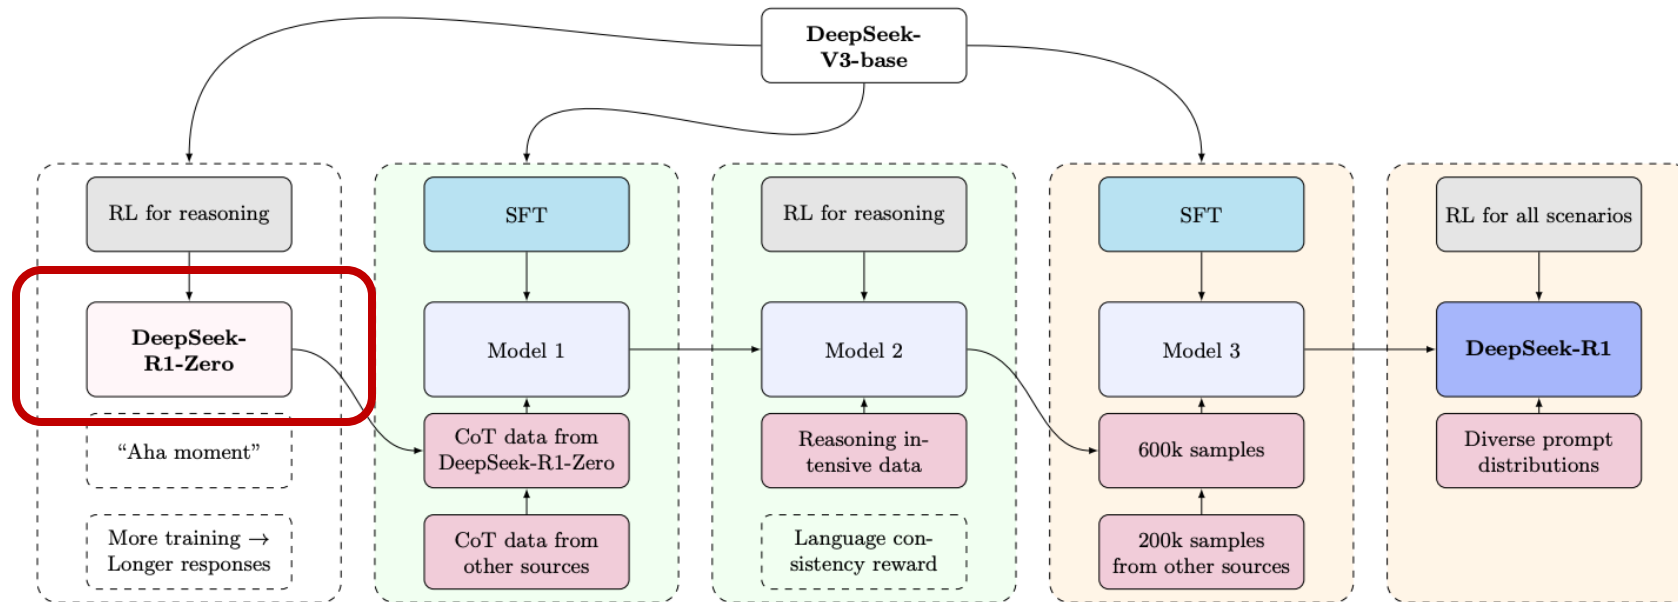 DeepSeek-
V3-base
RL for reasoning
DeepSeek-
R1-Zero
“Aha moment”
More training →
Longer responses
SFT
Model 1
CoT data from
DeepSeek-R1-Zero
CoT data from
other sources
RL for reasoning
Model 2
Reasoning in-
tensive data
Language con-
sistency reward
SFT
Model 3
600k samples
200k samples
from other sources
RL for all scenarios
DeepSeek-R1
Diverse prompt
distributions